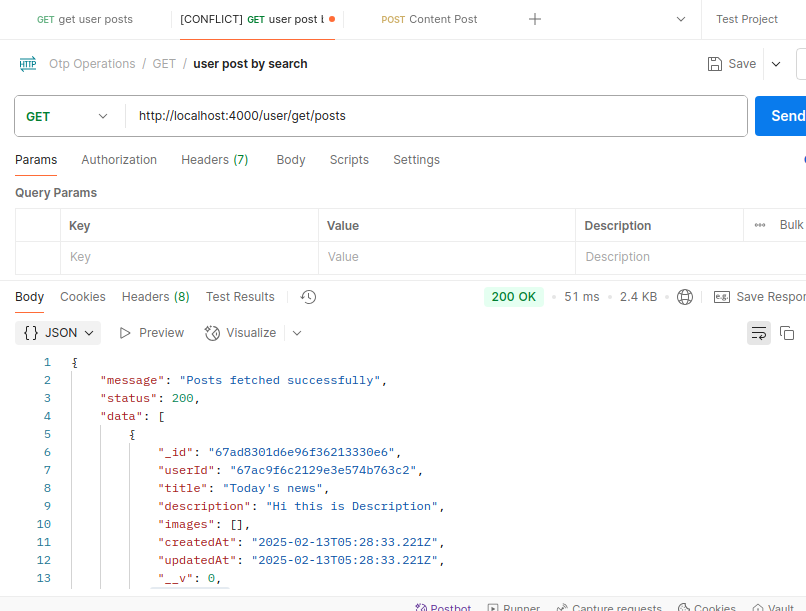 GET get user posts
[CONFLICT] GET user post b
POST Content Post
Test Project
HTTP Otp Operations / GET / user post by search
Save
GET http://localhost:4000/user/get/posts
Send
Params Authorization Headers (7) Body Scripts Settings
Query Params
Key Value Description Bulk
Key Value Description
Body Cookies Headers (8) Test Results 200 OK 51 ms 2.4 KB e.g. Save Respon
{} JSON Preview Visualize
1 {
2 "message": "Posts fetched successfully",
3 "status": 200,
4 "data": [
5 {
6 "_id": "67ad8301d6e96f36213330e6",
7 "userId": "67ac9f6c2129e3e574b763c2",
8 "title": "Today's news",
9 "description": "Hi this is Description",
10 "images": [],
11 "createdAt": "2025-02-13T05:28:33.221Z",
12 "updatedAt": "2025-02-13T05:28:33.221Z",
13 "__v": 0,
Postbot Runner Capture requests Cookies Vault